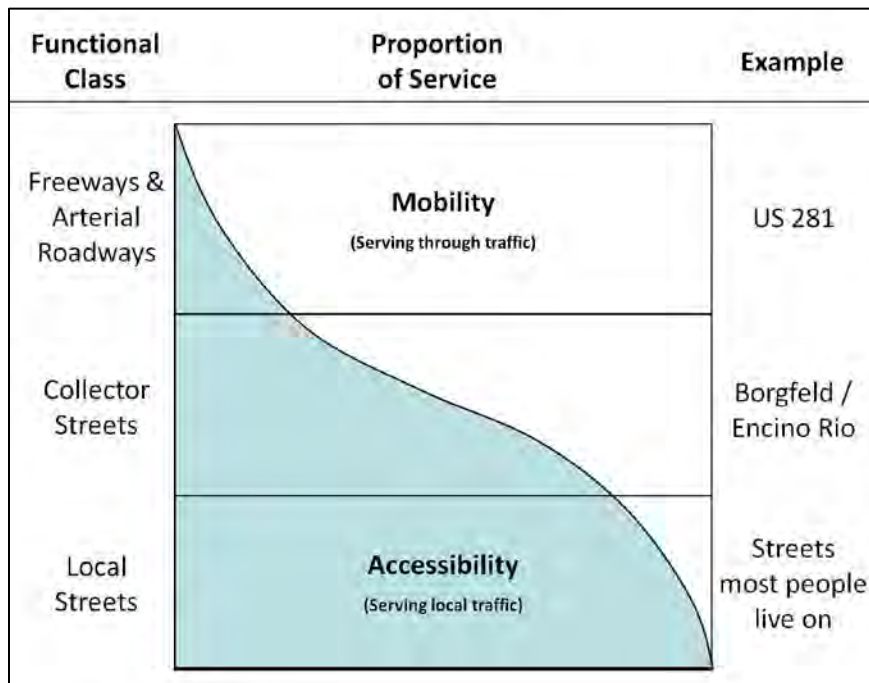 Functional
Class
Proportion
of Service
Example
Freeways &
Arterial
Roadways
Mobility
(Serving through traffic)
US 281
Collector
Streets
Borgfeld /
Encino Rio
Local
Streets
Accessibility
(Serving local traffic)
Streets
most people
live on